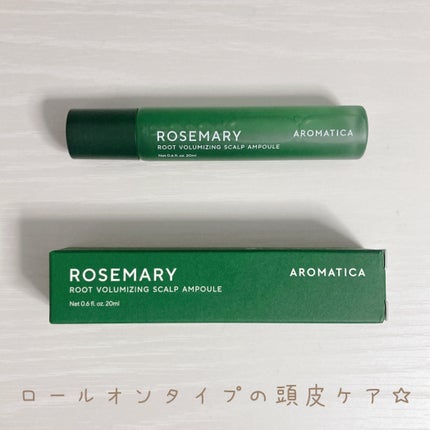 ROSEMARY AROMATICA
ROOT VOLUMIZING SCALP AMPOULE
Net 0.6 fl. oz. 20ml
ROSEMARY AROMATICA
ROOT VOLUMIZING SCALP AMPOULE
Net 0.6 fl. oz. 20ml
ロールオンタイプの頭皮ケア☆